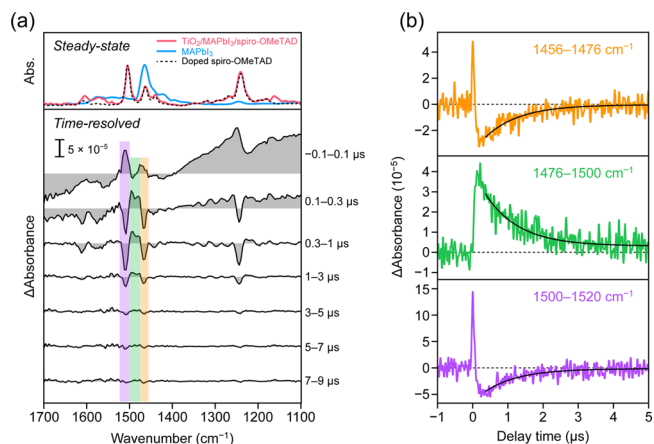 (a)
Steady-state
TiO₂/MAPbI₃/spiro-OMeTAD
MAPbI₃
Doped spiro-OMeTAD
Abs.
Time-resolved
5 × 10⁻⁵
−0.1–0.1 µs
0.1–0.3 µs
0.3–1 µs
1–3 µs
3–5 µs
5–7 µs
7–9 µs
ΔAbsorbance
1700 1600 1500 1400 1300 1200 1100
Wavenumber (cm⁻¹)
(b)
1456–1476 cm⁻¹
4
2
0
−2
1476–1500 cm⁻¹
4
3
2
1
0
−1
1500–1520 cm⁻¹
15
10
5
0
−5
ΔAbsorbance (10⁻⁵)
−1 0 1 2 3 4 5
Delay time (µs)